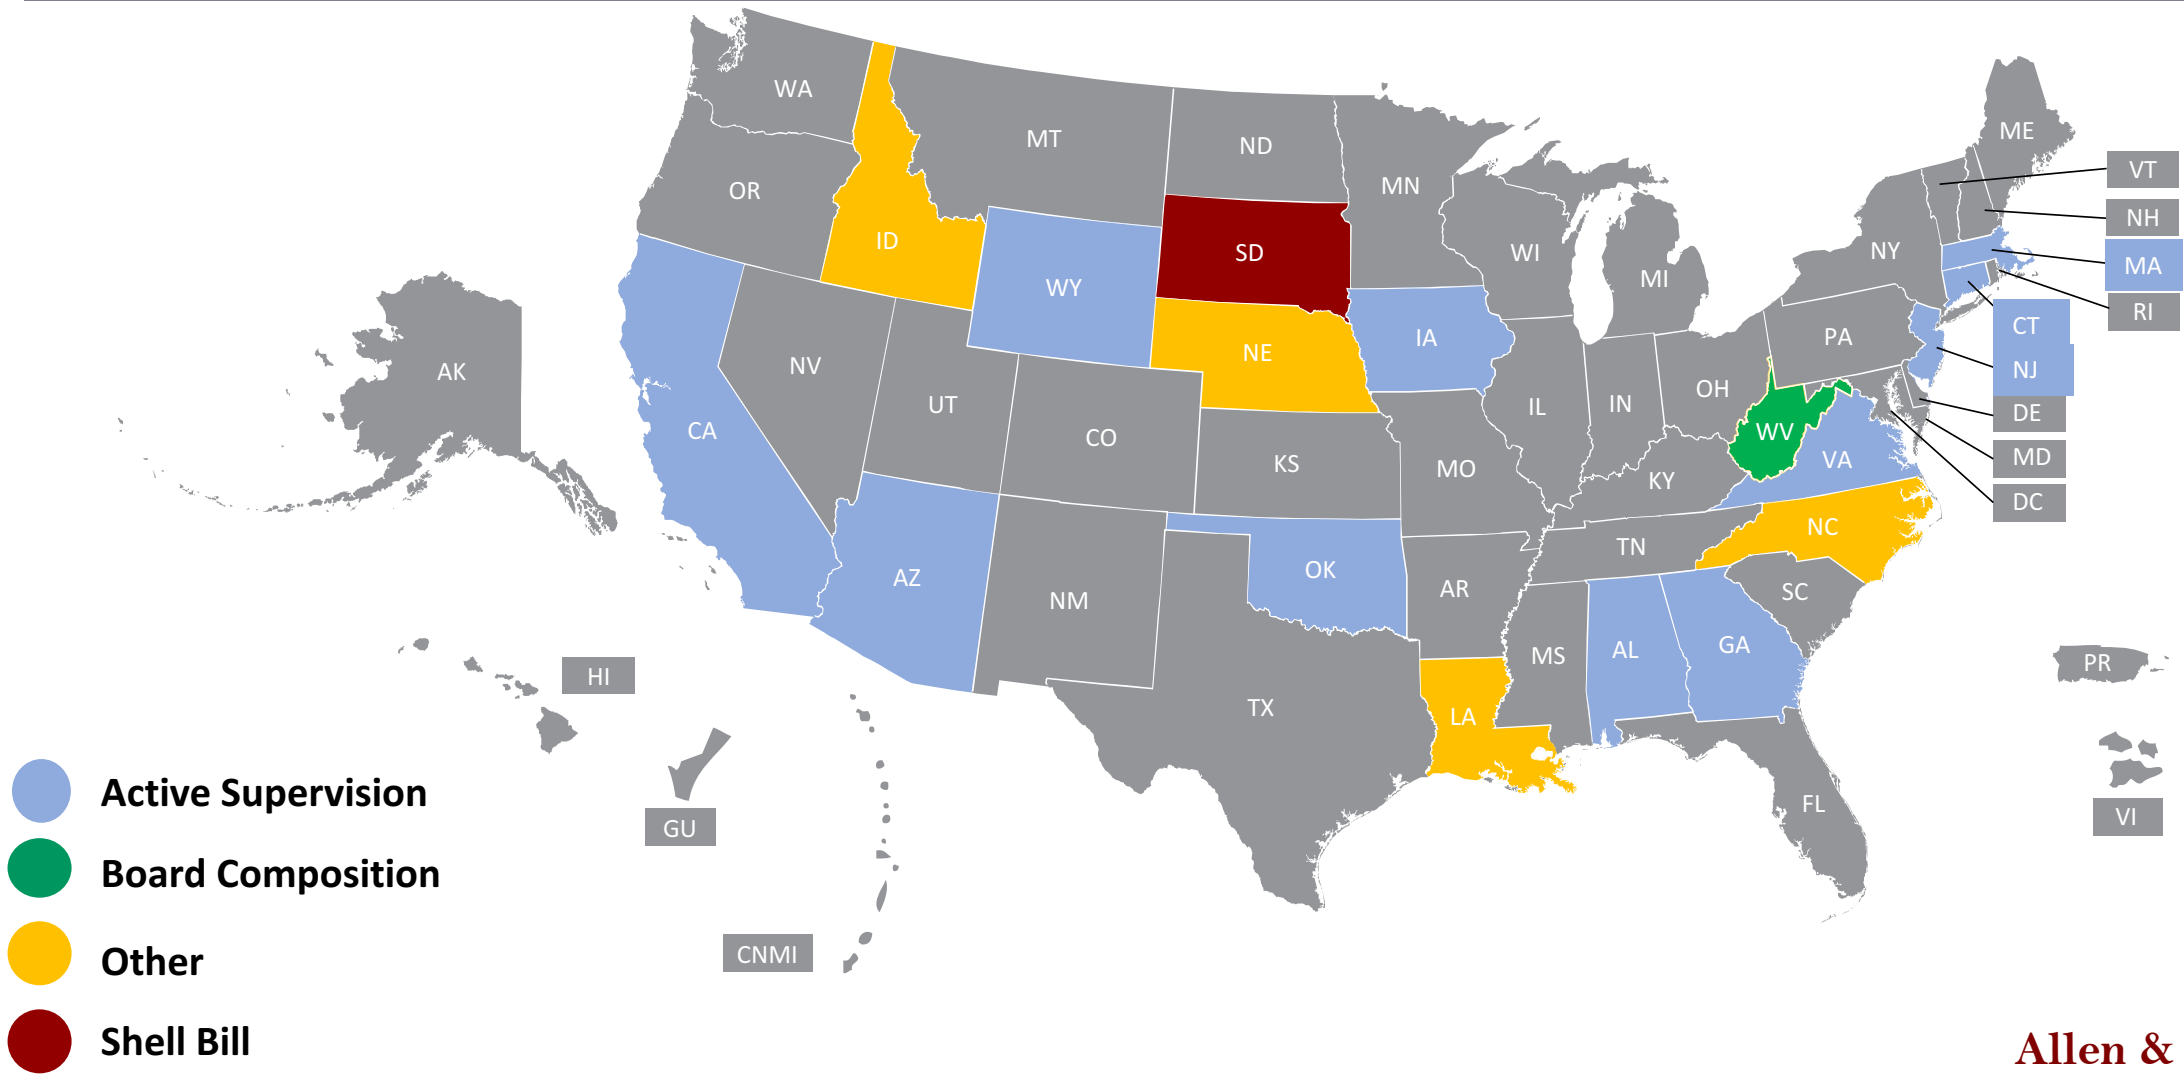 WA
MT
ND
MN
ME
VT
OR
ID
WY
SD
WI
MI
NY
NH
MA
RI
CT
NJ
PA
IA
NE
NV
UT
CO
KS
MO
IL
IN
OH
WV
VA
KY
DE
MD
DC
AK
CA
AZ
NM
OK
AR
TN
NC
SC
MS
AL
GA
TX
LA
FL
HI
GU
CNMI
PR
VI
Active Supervision
Board Composition
Other
Shell Bill
Allen &